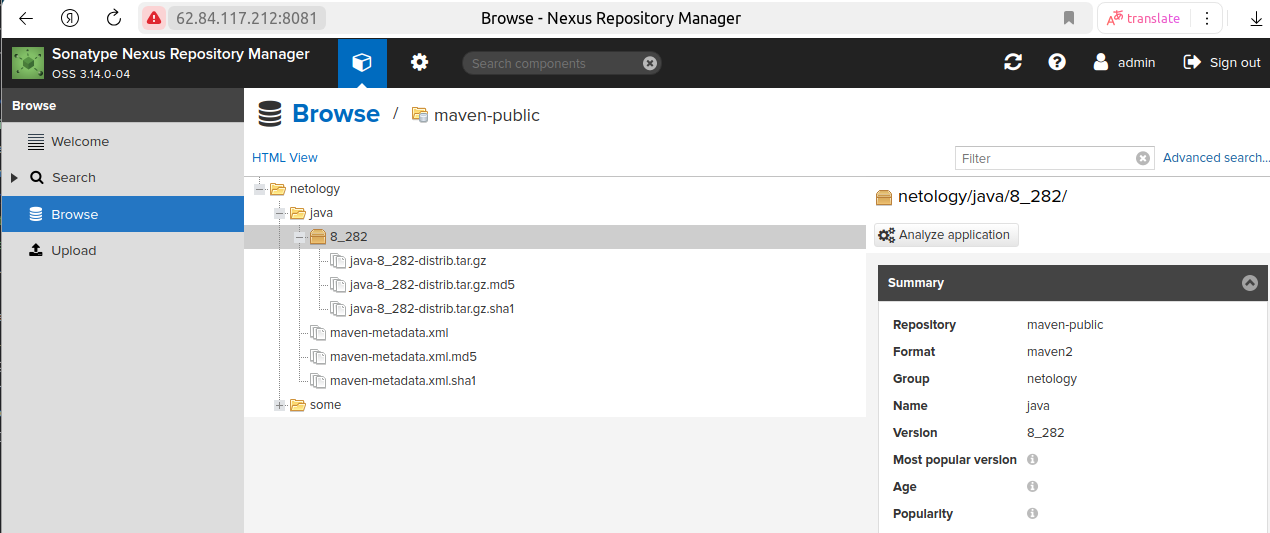 62.84.117.212:8081
Browse - Nexus Repository Manager
translate
Sonatype Nexus Repository Manager
OSS 3.14.0-04
Search components
admin
Sign out
Browse
Welcome
Search
Browse
Upload
Browse / maven-public
HTML View
Filter
Advanced search...
netology
java
8_282
java-8_282-distrib.tar.gz
java-8_282-distrib.tar.gz.md5
java-8_282-distrib.tar.gz.sha1
maven-metadata.xml
maven-metadata.xml.md5
maven-metadata.xml.sha1
some
netology/java/8_282/
Analyze application
Summary
Repository maven-public
Format maven2
Group netology
Name java
Version 8_282
Most popular version
Age
Popularity